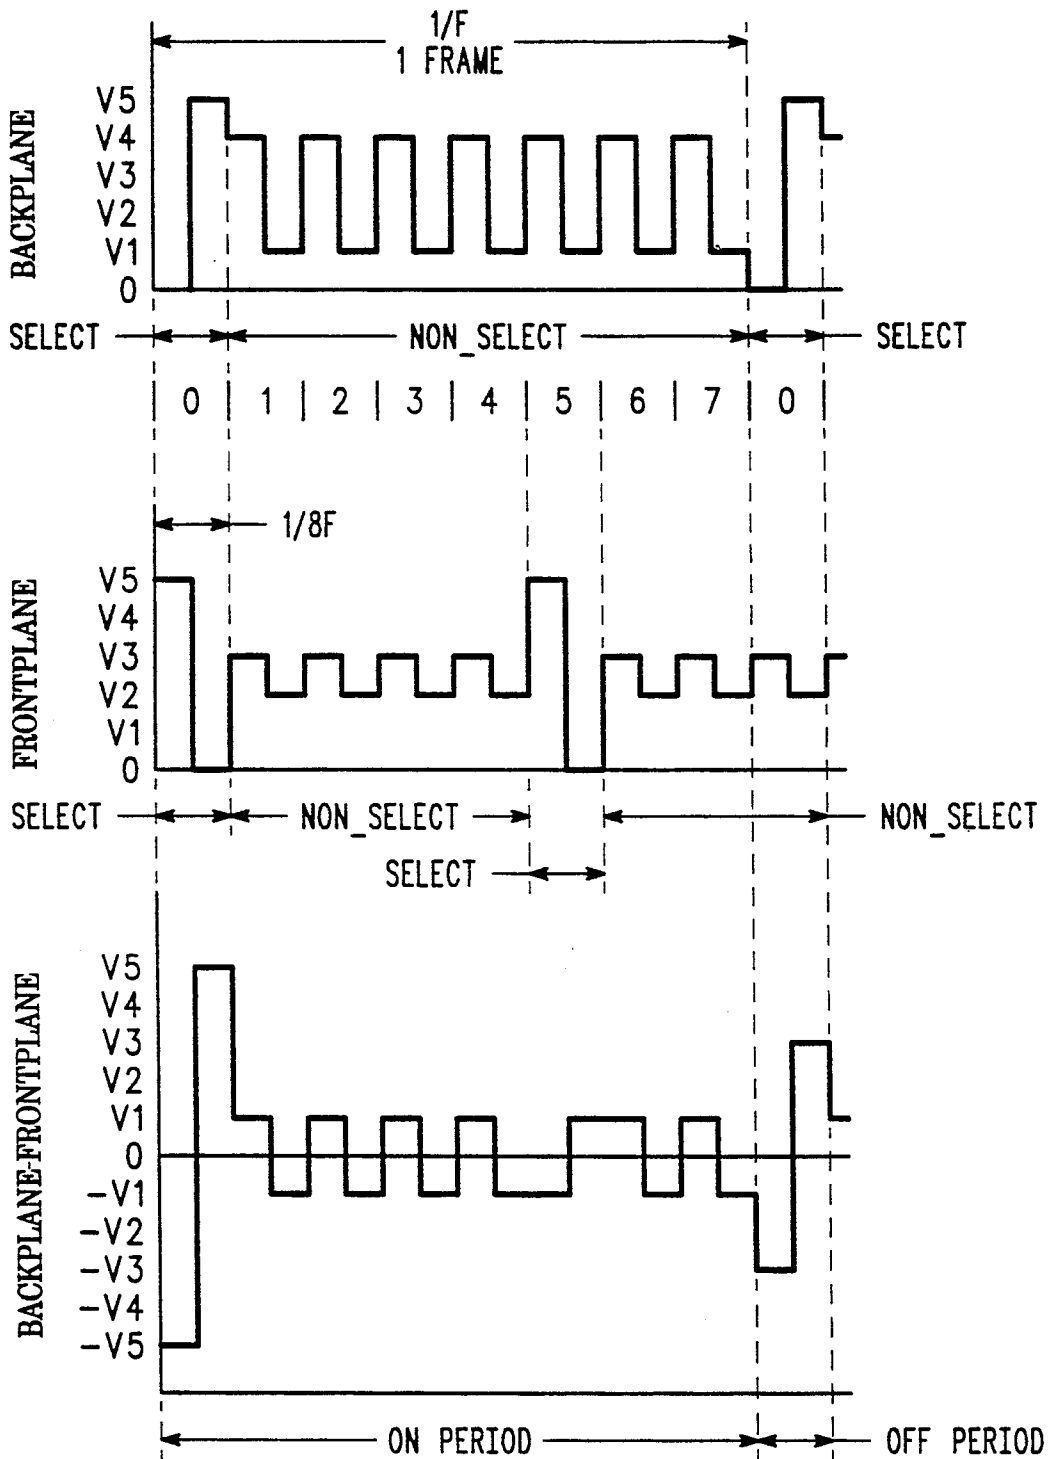 1/F
1 FRAME
BACKPLANE
V5
V4
V3
V2
V1
0
SELECT
NON_SELECT
SELECT
0 | 1 | 2 | 3 | 4 | 5 | 6 | 7 | 0
1/8F
FRONTPLANE
V5
V4
V3
V2
V1
0
SELECT
NON_SELECT
NON_SELECT
SELECT
BACKPLANE-FRONTPLANE
V5
V4
V3
V2
V1
0
-V1
-V2
-V3
-V4
-V5
ON PERIOD
OFF PERIOD